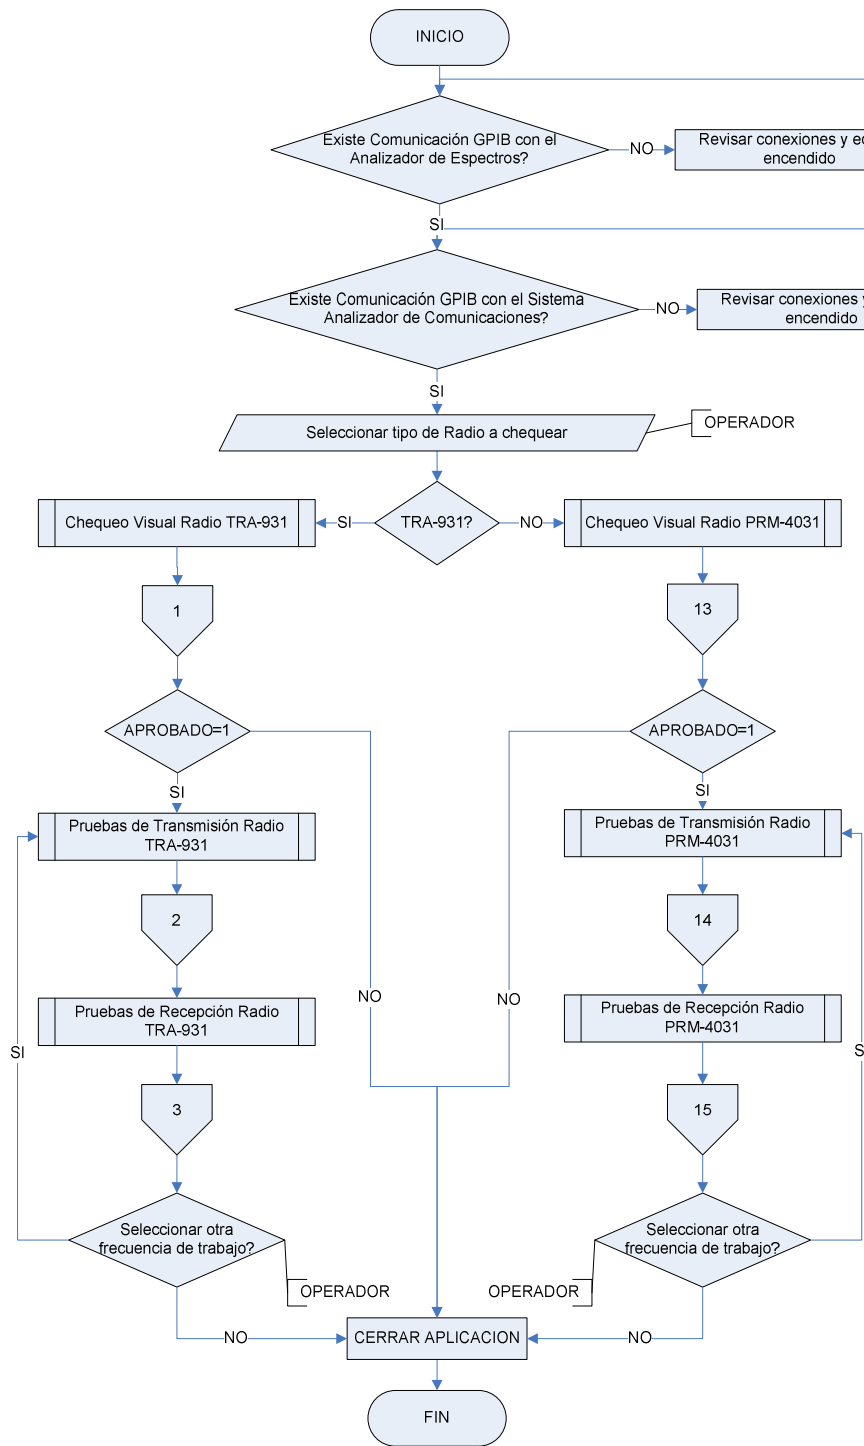 INICIO
Existe Comunicación GPIB con el
Analizador de Espectros?
NO
Revisar conexiones y
encendido
SI
Existe Comunicación GPIB con el Sistema
Analizador de Comunicaciones?
NO
Revisar conexiones
encendido
SI
Seleccionar tipo de Radio a chequear
OPERADOR
Chequeo Visual Radio TRA-931
SI
TRA-931?
NO
Chequeo Visual Radio PRM-4031
1
13
APROBADO=1
APROBADO=1
SI
SI
Pruebas de Transmisión Radio
TRA-931
Pruebas de Transmisión Radio
PRM-4031
2
14
NO
NO
Pruebas de Recepción Radio
TRA-931
Pruebas de Recepción Radio
PRM-4031
SI
3
15
Seleccionar otra
frecuencia de trabajo?
Seleccionar otra
frecuencia de trabajo?
OPERADOR
OPERADOR
NO
CERRAR APLICACION
NO
FIN